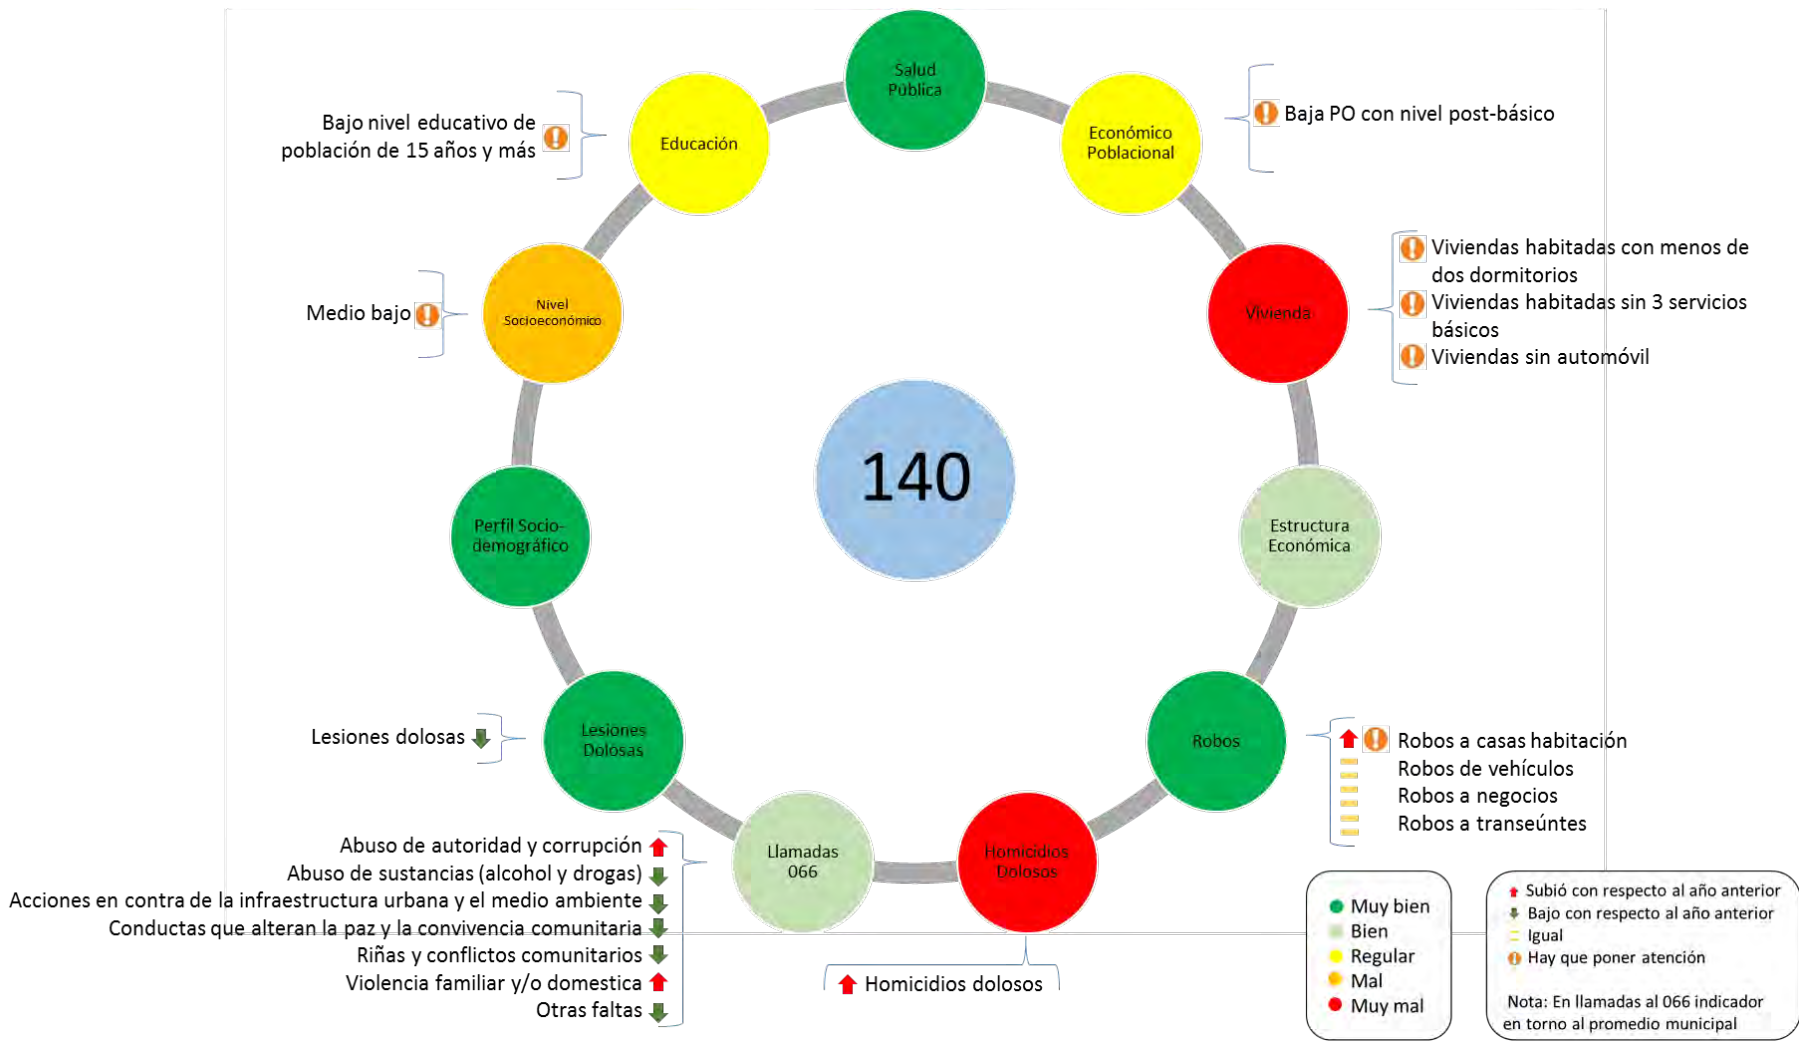 Salud
Pública
Educación
Económico
Poblacional
Bajo nivel educativo de
población de 15 años y más
Baja PO con nivel post-básico
Nivel
Socioeconómico
Medio bajo
Vivienda
Viviendas habitadas con menos de
dos dormitorios
Viviendas habitadas sin 3 servicios
básicos
Viviendas sin automóvil
140
Perfil Socio-
demográfico
Estructura
Económica
Lesiones
Dolosas
Lesiones dolosas
Robos
Robos a casas habitación
Robos de vehículos
Robos a negocios
Robos a transeúntes
Llamadas
066
Homicidios
Dolosos
Abuso de autoridad y corrupción
Abuso de sustancias (alcohol y drogas)
Acciones en contra de la infraestructura urbana y el medio ambiente
Conductas que alteran la paz y la convivencia comunitaria
Riñas y conflictos comunitarios
Violencia familiar y/o domestica
Otras faltas
Homicidios dolosos
Muy bien
Bien
Regular
Mal
Muy mal
Subió con respecto al año anterior
Bajo con respecto al año anterior
Igual
Hay que poner atención
Nota: En llamadas al 066 indicador
en torno al promedio municipal